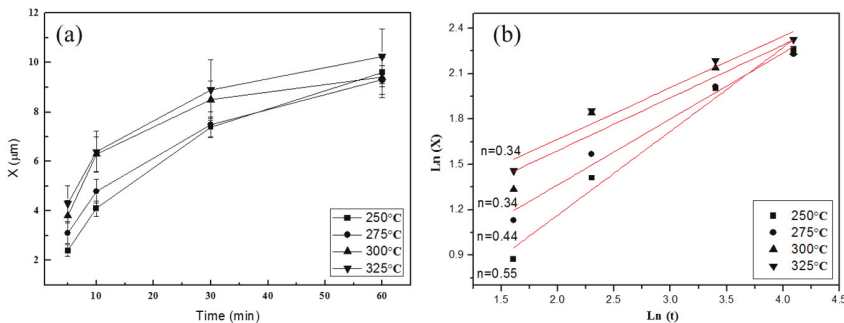 (a)
12
10
8
6
4
2
X (μm)
10
20
30
40
50
60
Time (min)
250°C
275°C
300°C
325°C
(b)
2.4
2.1
1.8
1.5
1.2
0.9
Ln (X)
n=0.34
n=0.34
n=0.44
n=0.55
1.5
2.0
2.5
3.0
3.5
4.0
4.5
Ln (t)
250°C
275°C
300°C
325°C